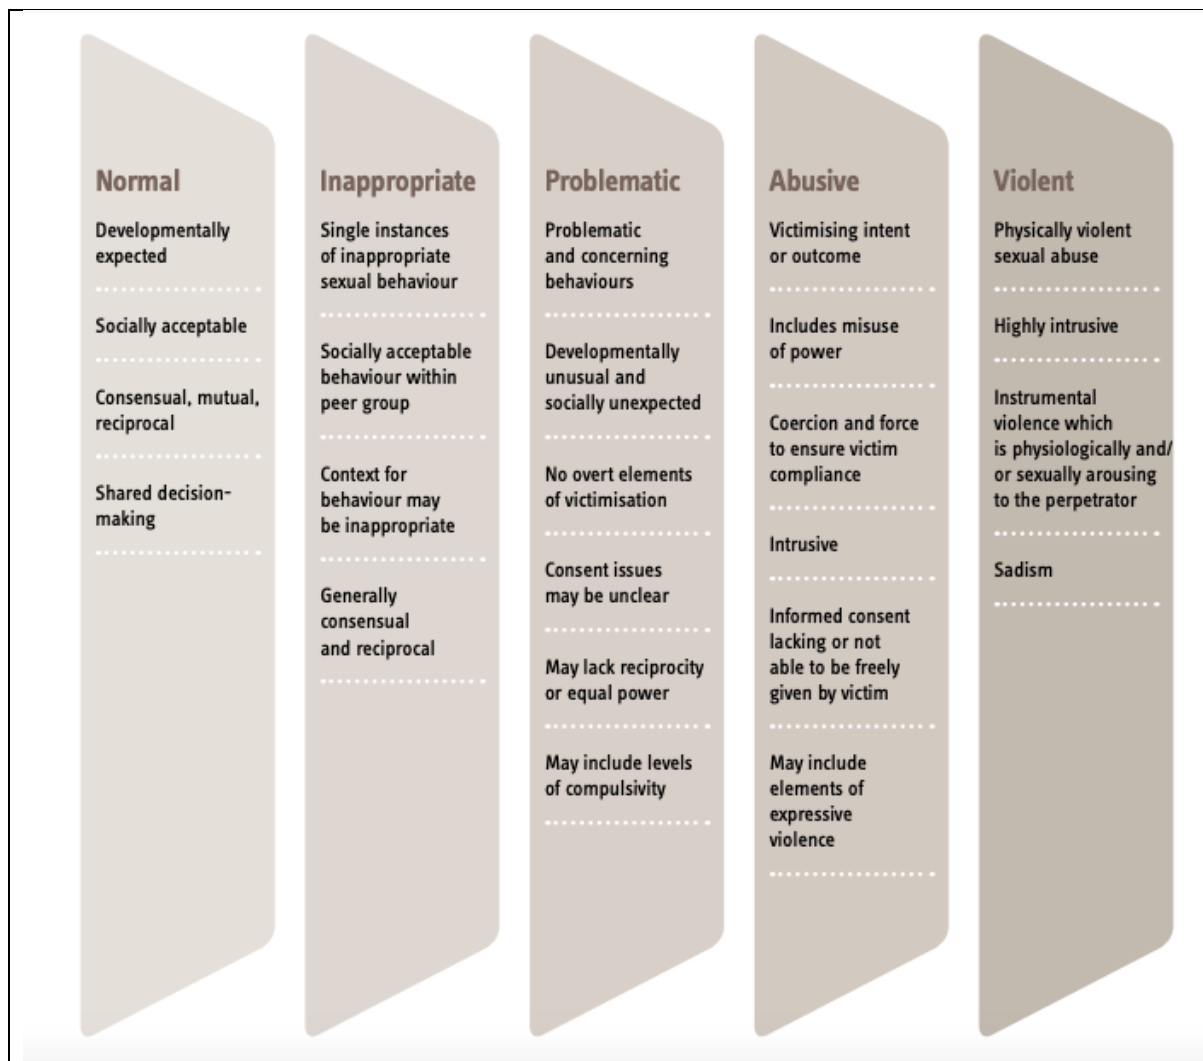 Normal
Developmentally
expected
Socially acceptable
Consensual, mutual,
reciprocal
Shared decision-
making
Inappropriate
Single instances
of inappropriate
sexual behaviour
Socially acceptable
behaviour within
peer group
Context for
behaviour may
be inappropriate
Generally
consensual
and reciprocal
Problematic
Problematic
and concerning
behaviours
Developmentally
unusual and
socially unexpected
No overt elements
of victimisation
Consent issues
may be unclear
May lack reciprocity
or equal power
May include levels
of compulsivity
Abusive
Victimising intent
or outcome
Includes misuse
of power
Coercion and force
to ensure victim
compliance
Intrusive
Informed consent
lacking or not
able to be freely
given by victim
May include
elements of
expressive
violence
Violent
Physically violent
sexual abuse
Highly intrusive
Instrumental
violence which
is physiologically and/
or sexually arousing
to the perpetrator
Sadism